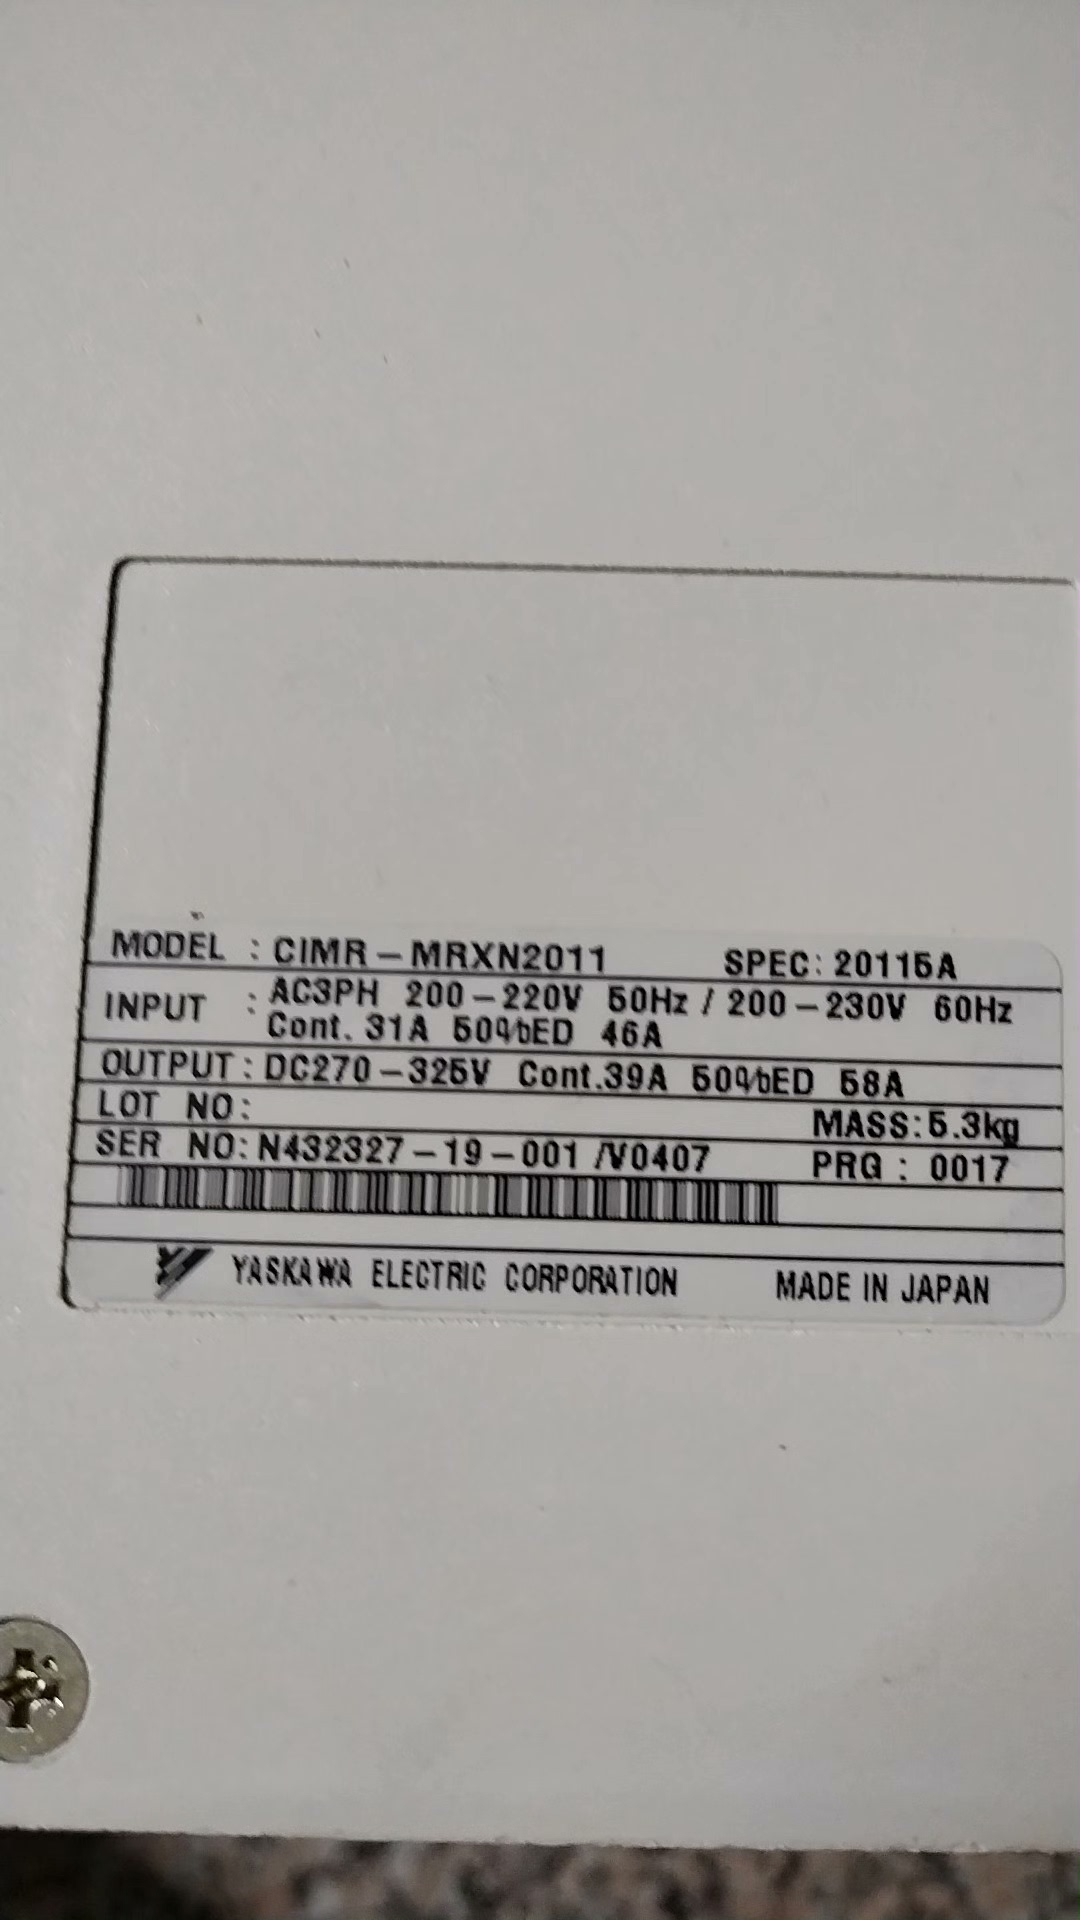 MODEL : CIMR-MRXN2011 SPEC: 20115A
INPUT : AC3PH 200-220V 50Hz / 200-230V 60Hz
Cont. 31A 50%ED 46A
OUTPUT : DC270-325V Cont.39A 50%ED 58A
LOT NO:
MASS: 5.3kg
SER NO: N432327-19-001 /V0407 PRG : 0017
YASKAWA ELECTRIC CORPORATION MADE IN JAPAN